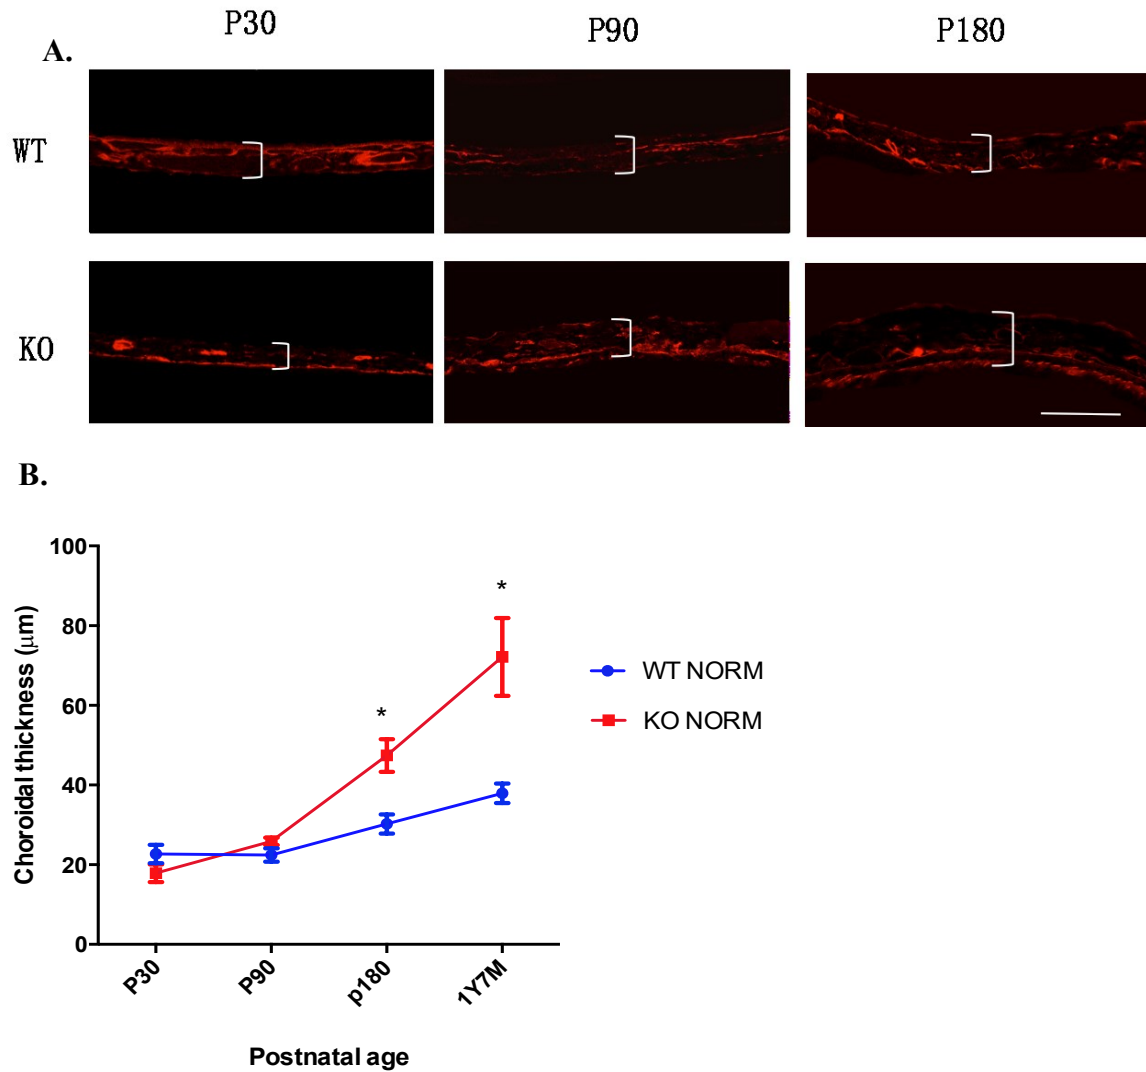 P30 P90 P180
A.
WT
KO
B.
100
80
60
40
20
0
Choroidal thickness (μm)
*
*
WT NORM
KO NORM
P30 P90 p180 1Y7M
Postnatal age